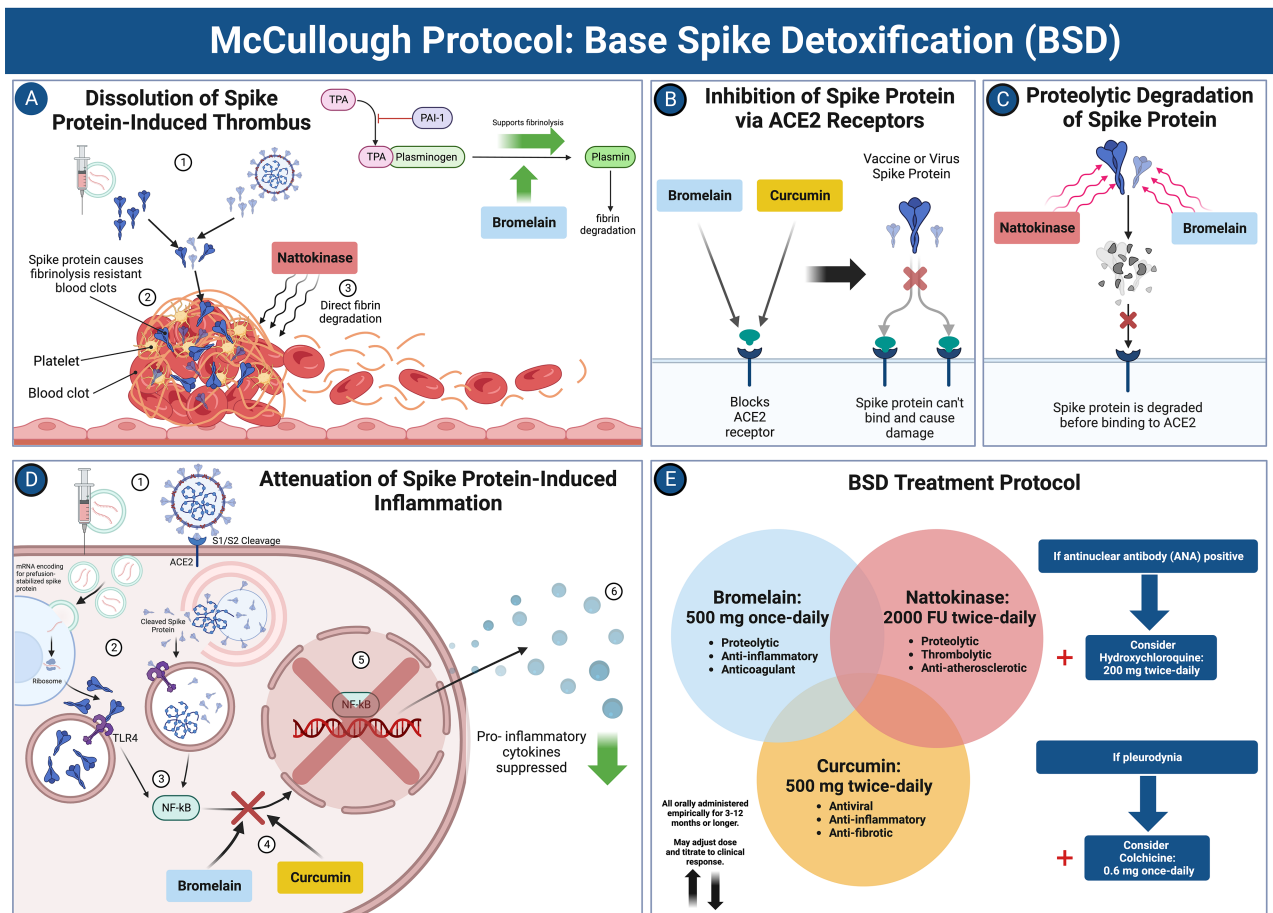 McCullough Protocol: Base Spike Detoxification (BSD)
A
Dissolution of Spike
Protein-Induced Thrombus
1
TPA
PAI-1
TPA
Plasminogen
Supports fibrinolysis
Plasmin
Bromelain
fibrin
degradation
Spike protein causes
fibrinolysis resistant
blood clots
2
Nattokinase
3
Direct fibrin
degradation
Platelet
Blood clot
B
Inhibition of Spike Protein
via ACE2 Receptors
Bromelain
Curcumin
Vaccine or Virus
Spike Protein
Blocks
ACE2
receptor
Spike protein can't
bind and cause
damage
C
Proteolytic Degradation
of Spike Protein
Nattokinase
Bromelain
Spike protein is degraded
before binding to ACE2
D
Attenuation of Spike Protein-Induced
Inflammation
1
S1/S2 Cleavage
ACE2
mRNA encoding
for prefusion-
stabilized spike
protein
Cleaved Spike
Protein
2
Ribosome
TLR4
3
NF-kB
4
Bromelain
Curcumin
5
NF-kB
6
Pro- inflammatory
cytokines
suppressed
E
BSD Treatment Protocol
Bromelain:
500 mg once-daily
• Proteolytic
• Anti-inflammatory
• Anticoagulant
Nattokinase:
2000 FU twice-daily
• Proteolytic
• Thrombolytic
• Anti-atherosclerotic
Curcumin:
500 mg twice-daily
• Antiviral
• Anti-inflammatory
• Anti-fibrotic
All orally administered
empirically for 3-12
months or longer.
May adjust dose
and titrate to clinical
response.
If antinuclear antibody (ANA) positive
+
Consider
Hydroxychloroquine:
200 mg twice-daily
If pleurodynia
+
Consider
Colchicine:
0.6 mg once-daily